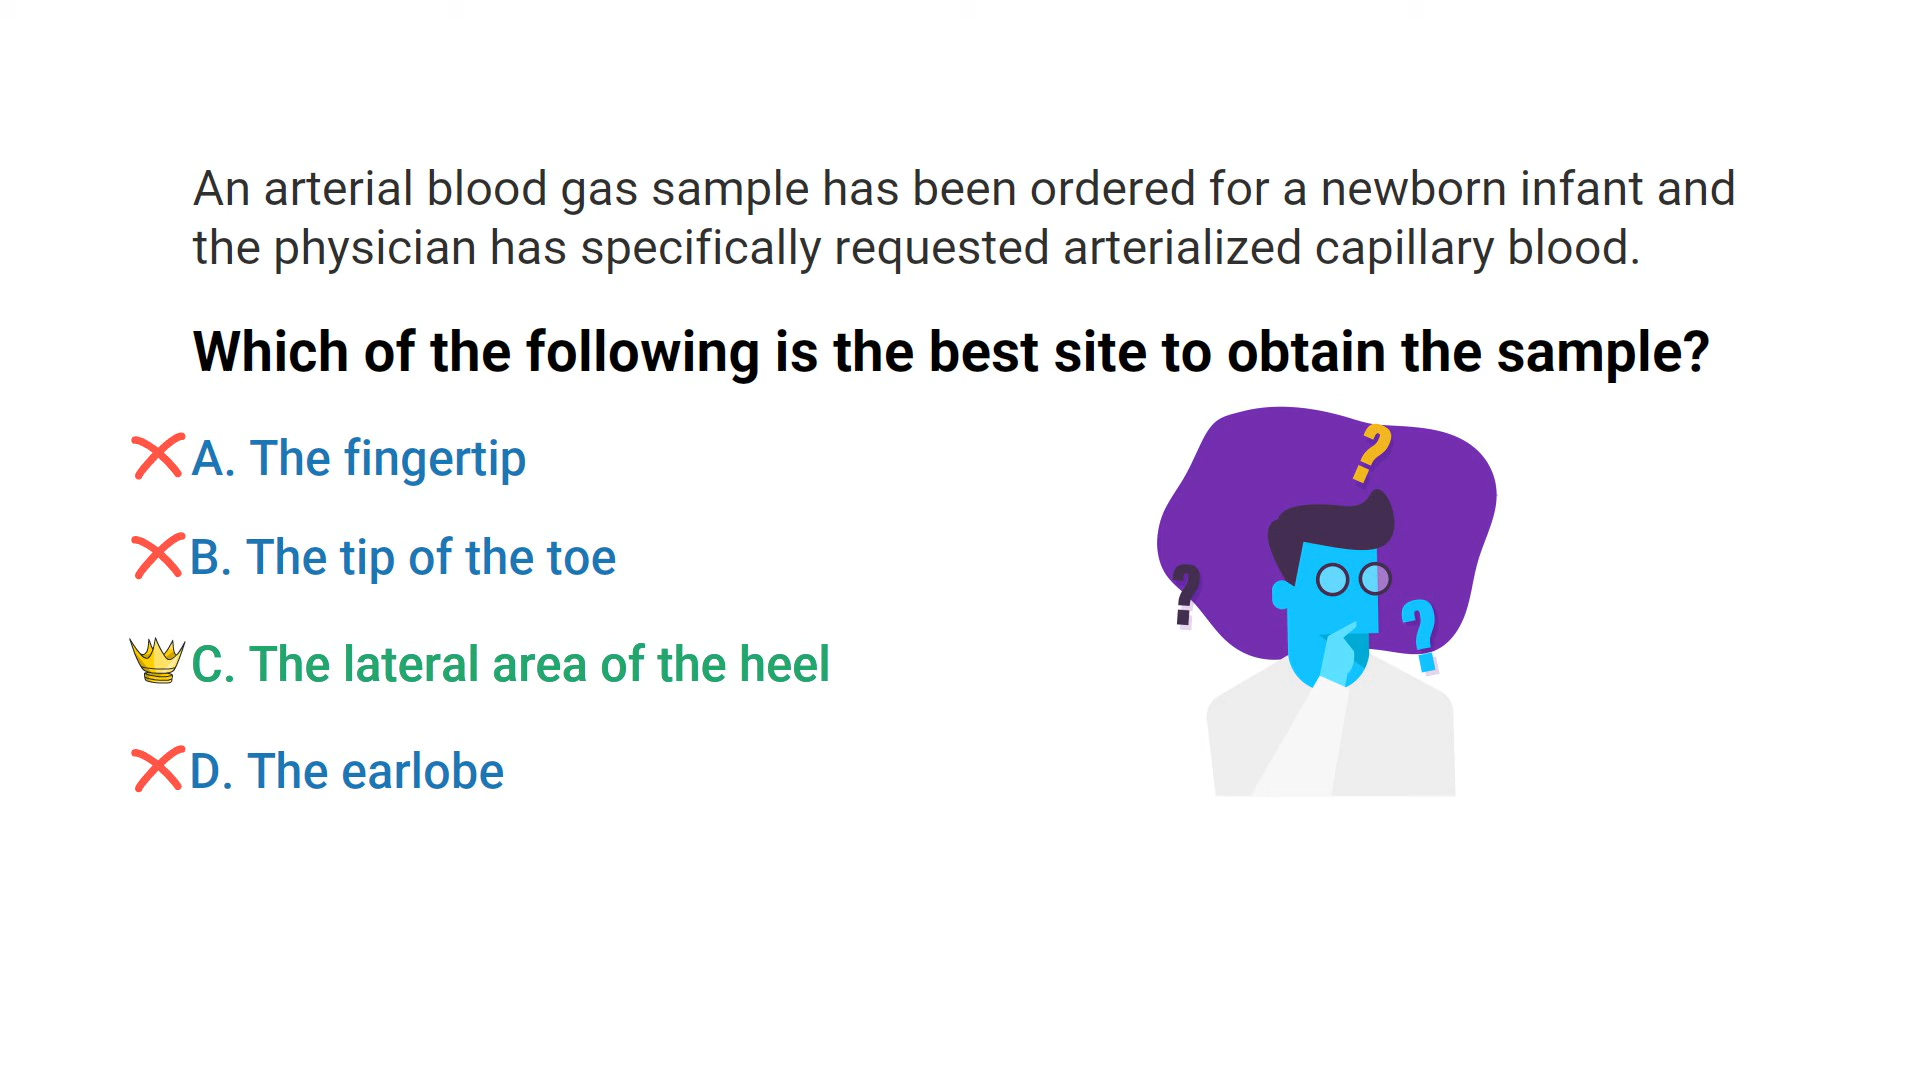 An arterial blood gas sample has been ordered for a newborn infant and
the physician has specifically requested arterialized capillary blood.
Which of the following is the best site to obtain the sample?
A. The fingertip
B. The tip of the toe
C. The lateral area of the heel
D. The earlobe
?
?
?